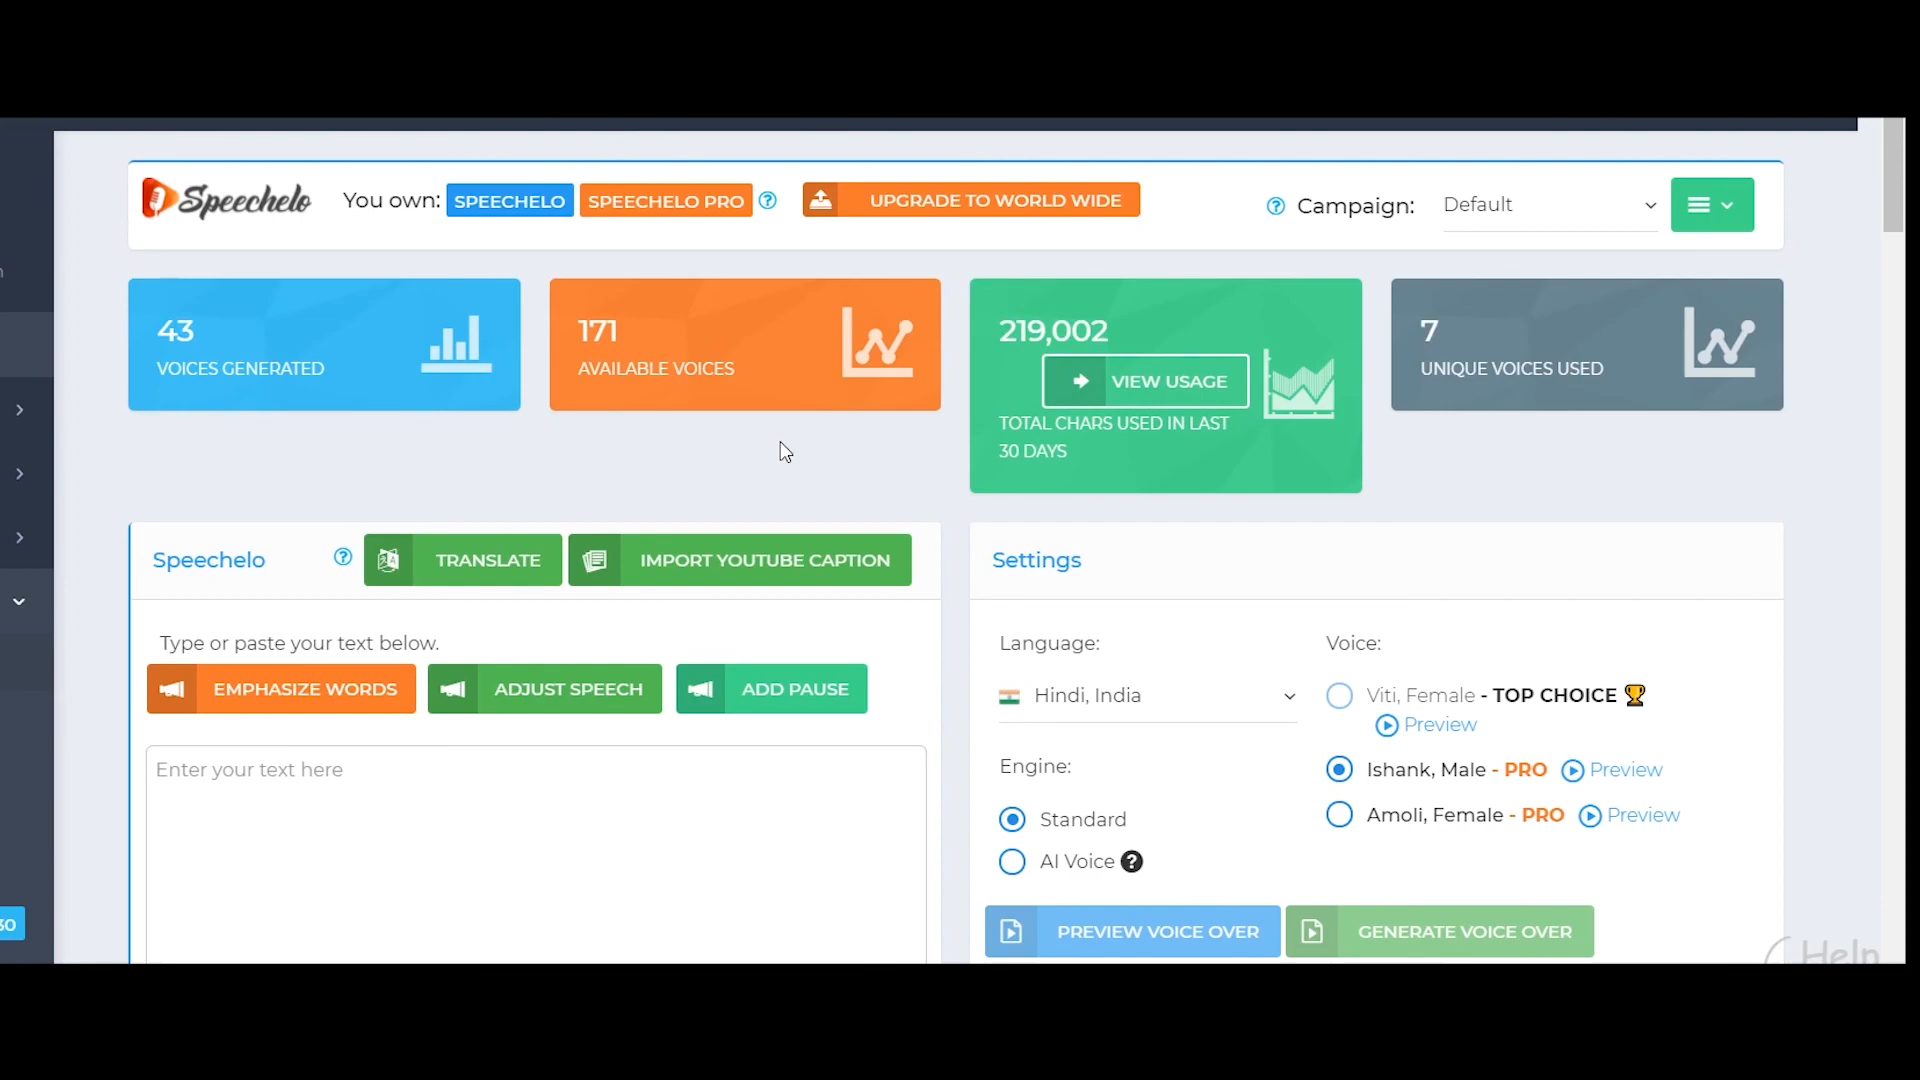 Speechelo You own: SPEECHELO SPEECHELO PRO UPGRADE TO WORLD WIDE Campaign: Default
43
VOICES GENERATED
171
AVAILABLE VOICES
219,002
VIEW USAGE
TOTAL CHARS USED IN LAST
30 DAYS
7
UNIQUE VOICES USED
Speechelo TRANSLATE IMPORT YOUTUBE CAPTION
Type or paste your text below.
EMPHASIZE WORDS ADJUST SPEECH ADD PAUSE
Enter your text here
Settings
Language:
Hindi, India
Engine:
Standard
AI Voice
Voice:
Viti, Female - TOP CHOICE
Preview
Ishank, Male - PRO Preview
Amoli, Female - PRO Preview
PREVIEW VOICE OVER GENERATE VOICE OVER
Help